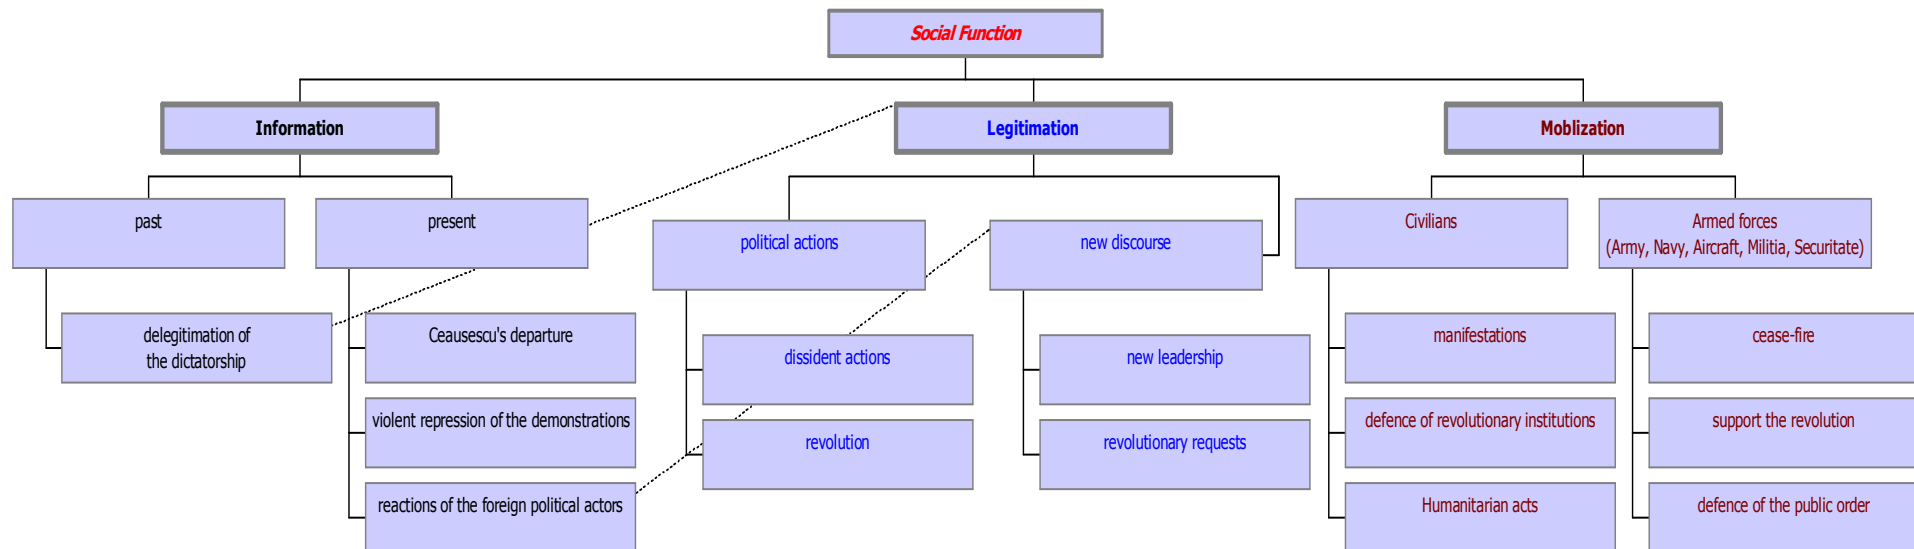 Social Function
Information
Legitimation
Moblization
past
present
political actions
new discourse
Civilians
Armed forces
(Army, Navy, Aircraft, Militia, Securitate)
delegitimation of
the dictatorship
Ceausescu's departure
violent repression of the demonstrations
reactions of the foreign political actors
dissident actions
revolution
new leadership
revolutionary requests
manifestations
defence of revolutionary institutions
Humanitarian acts
cease-fire
support the revolution
defence of the public order